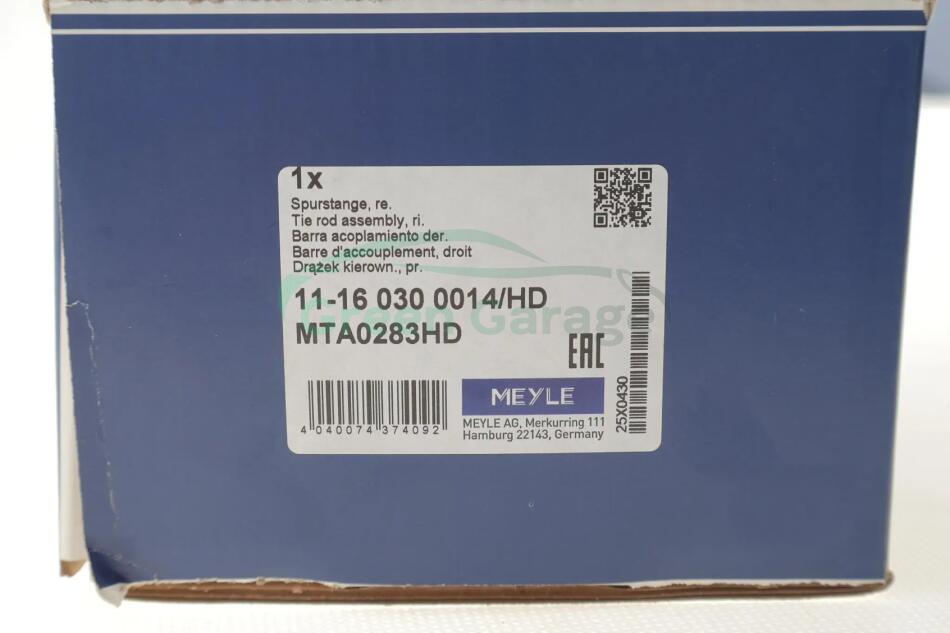 1x
Spurstange, re.
Tie rod assembly, ri.
Barra acoplamiento der.
Barre d'accouplement, droit
Drążek kierown., pr.
11-16 030 0014/HD
Green Garage
MTA0283HD
EAC
MEYLE
MEYLE AG, Merkurring 111
Hamburg 22143, Germany
4 040074 374092
25X0430